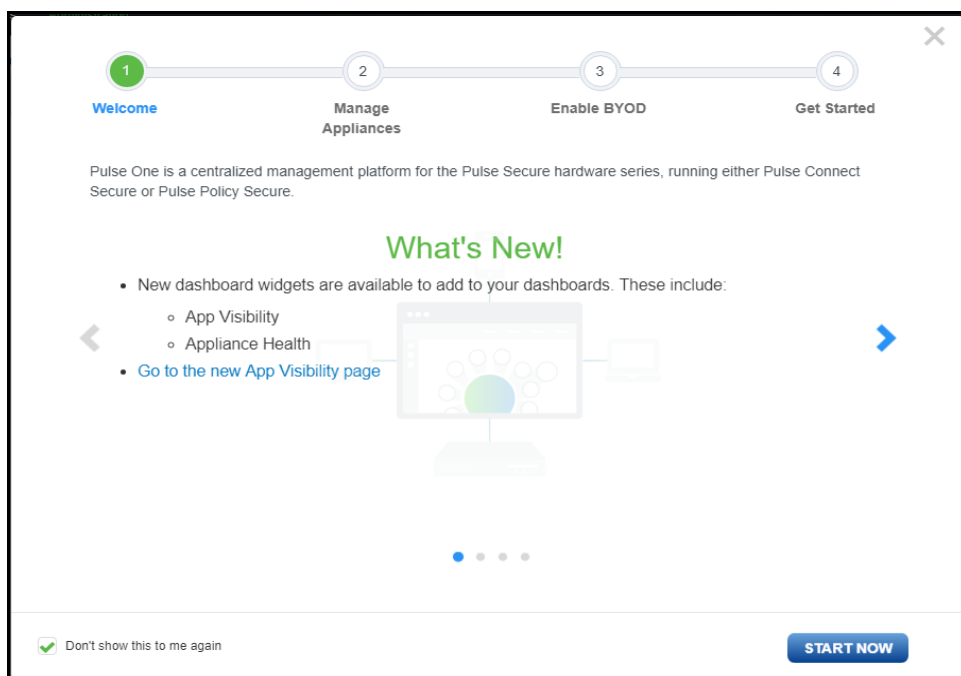 1
2
3
4
Welcome
Manage
Appliances
Enable BYOD
Get Started
Pulse One is a centralized management platform for the Pulse Secure hardware series, running either Pulse Connect
Secure or Pulse Policy Secure.
What's New!
New dashboard widgets are available to add to your dashboards. These include:
App Visibility
Appliance Health
Go to the new App Visibility page
Don't show this to me again
START NOW